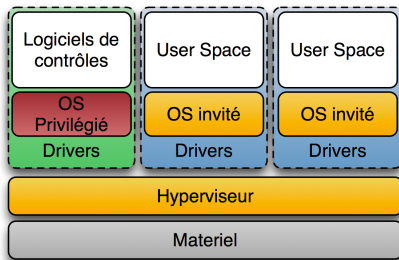 Logiciels de
contrôles
OS
Privilégié
Drivers
User Space
OS invité
Drivers
User Space
OS invité
Drivers
Hyperviseur
Materiel